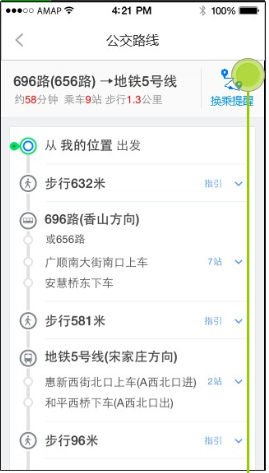 AMAP 4:21 PM 100%
公交路线
696路(656路) →地铁5号线
约58分钟 乘车9站 步行1.3公里
换乘提醒
从 我的位置 出发
步行632米 指引
696路(香山方向)
或656路
广顺南大街南口上车 7站
安慧桥东下车
步行581米 指引
地铁5号线(宋家庄方向)
惠新西街北口上车(A西北口进) 2站
和平西桥下车(A西北口出)
步行96米 指引